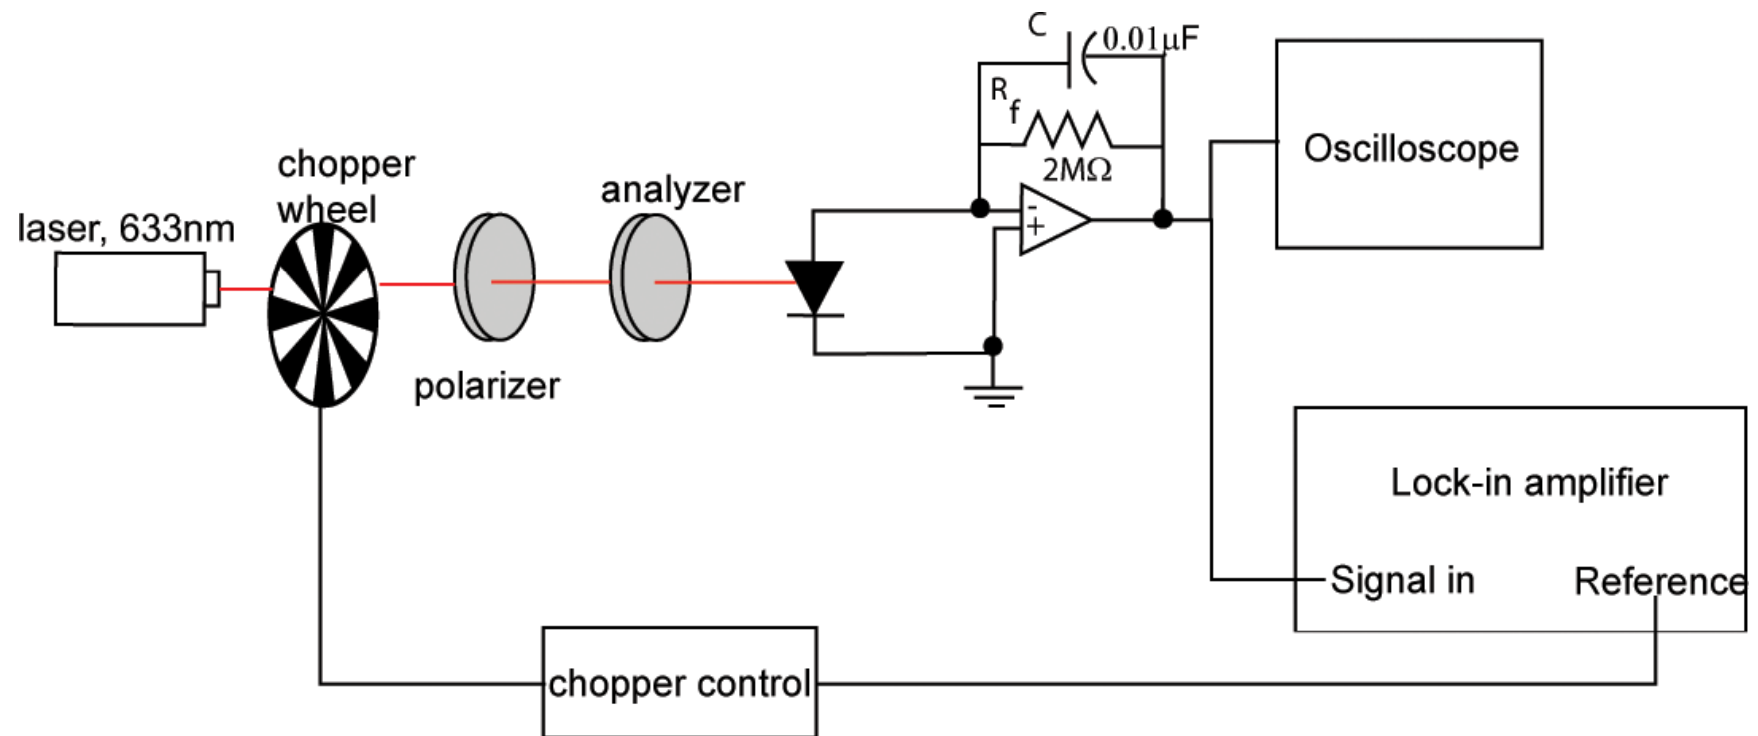 C
0.01μF
R
f
2MΩ
-
+
Oscilloscope
chopper
wheel
analyzer
laser, 633nm
polarizer
Lock-in amplifier
Signal in
Reference
chopper control